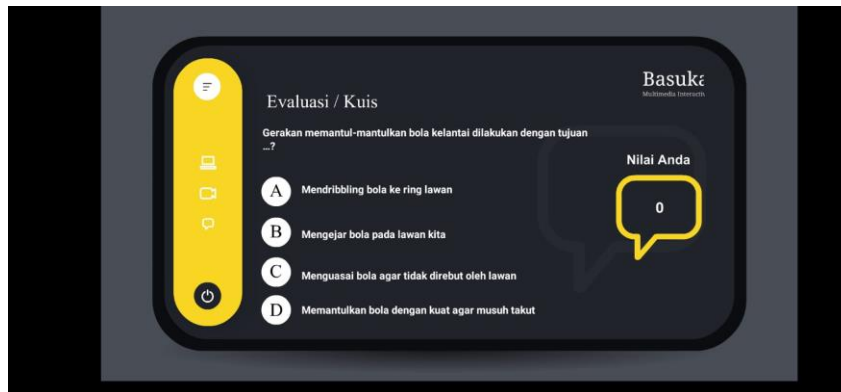 Basuka
Multimedia Interactiv
Evaluasi / Kuis
Gerakan memantul-mantulkan bola kelantai dilakukan dengan tujuan
...?
Nilai Anda
0
A Mendribbling bola ke ring lawan
B Mengejar bola pada lawan kita
C Menguasai bola agar tidak direbut oleh lawan
D Memantulkan bola dengan kuat agar musuh takut